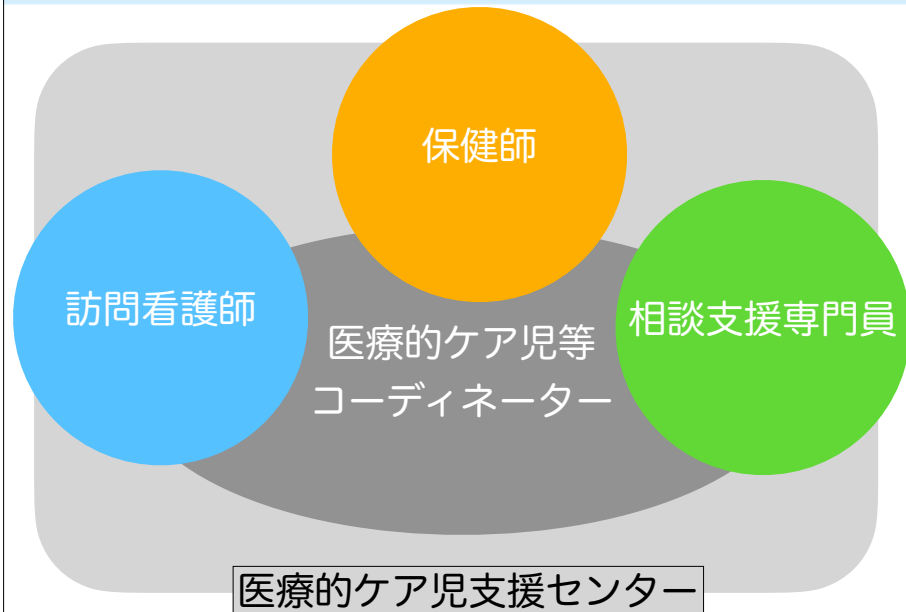 保健師
訪問看護師
相談支援専門員
医療的ケア児等
コーディネーター
医療的ケア児支援センター